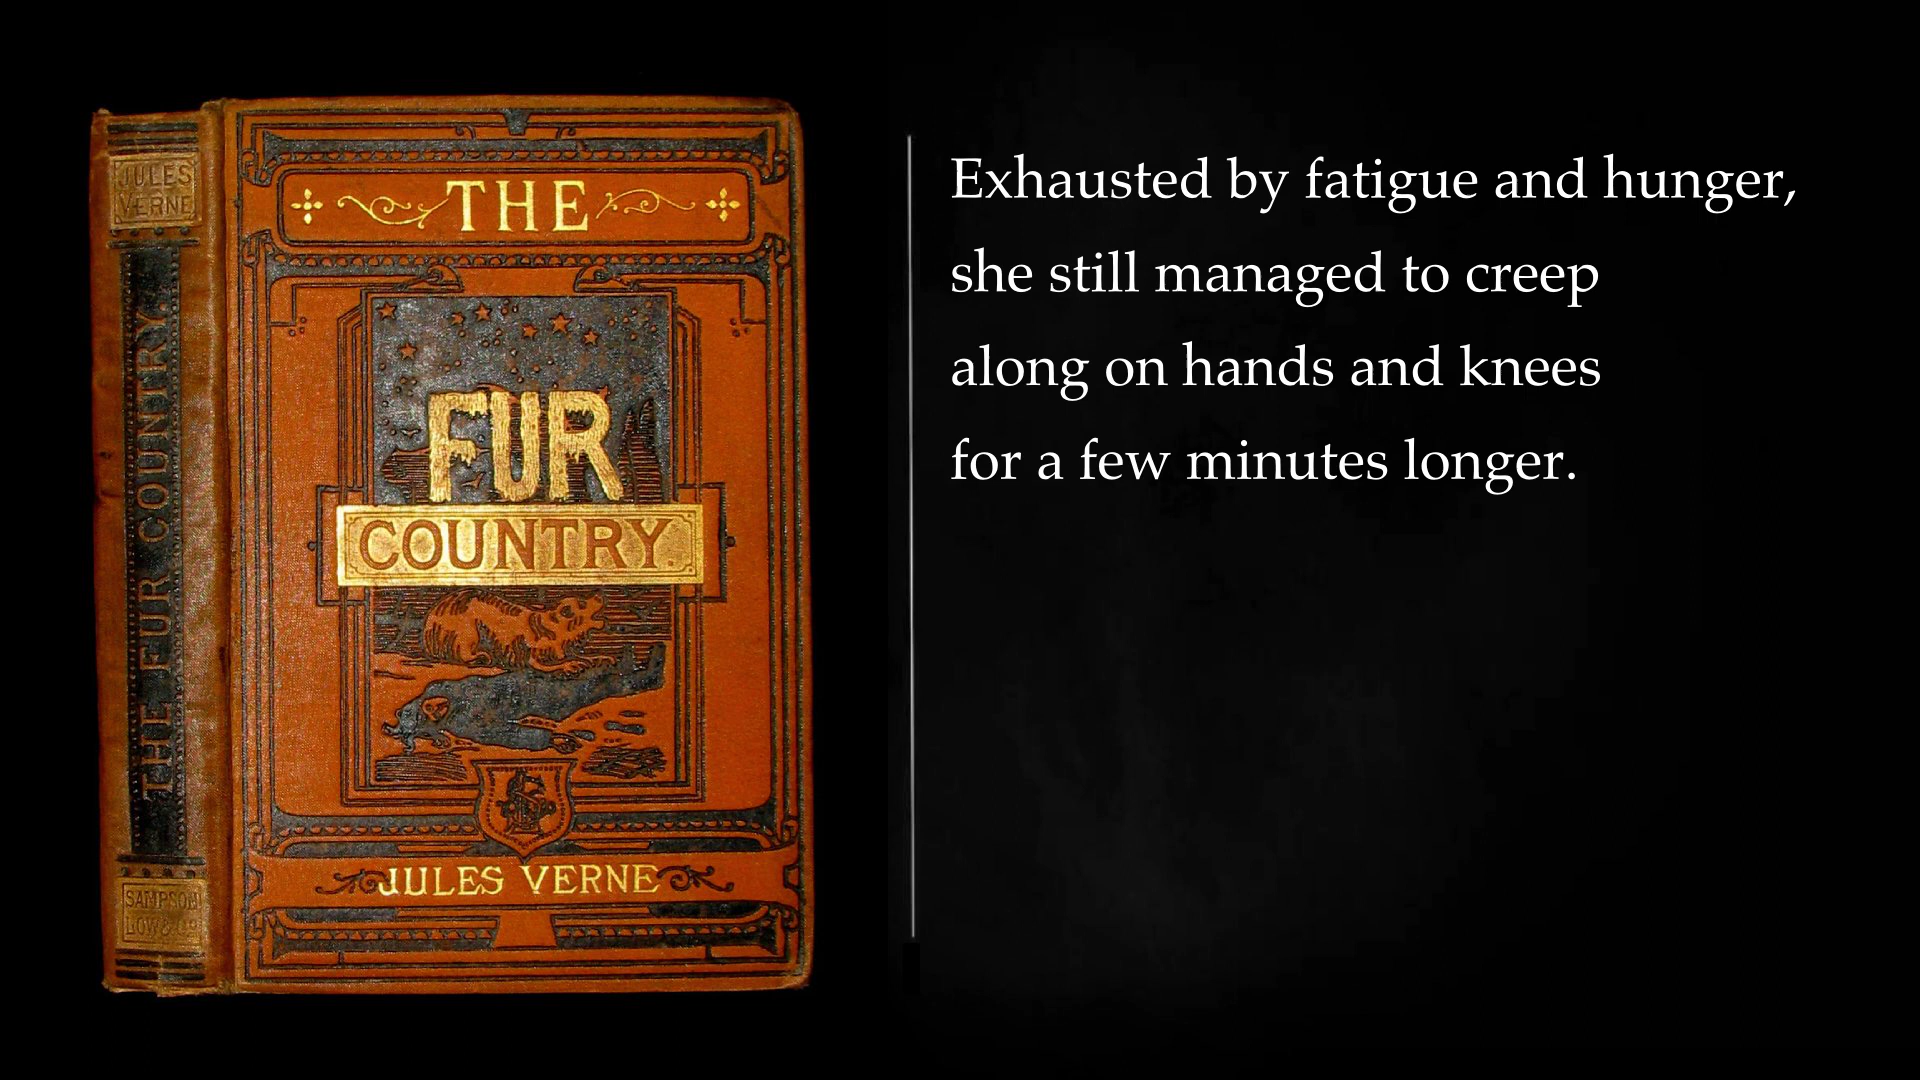 JULES
VERNE
THE FUR COUNTRY.
SAMPSON
LOW & Co
THE
FUR
COUNTRY.
JULES VERNE
Exhausted by fatigue and hunger,
she still managed to creep
along on hands and knees
for a few minutes longer.